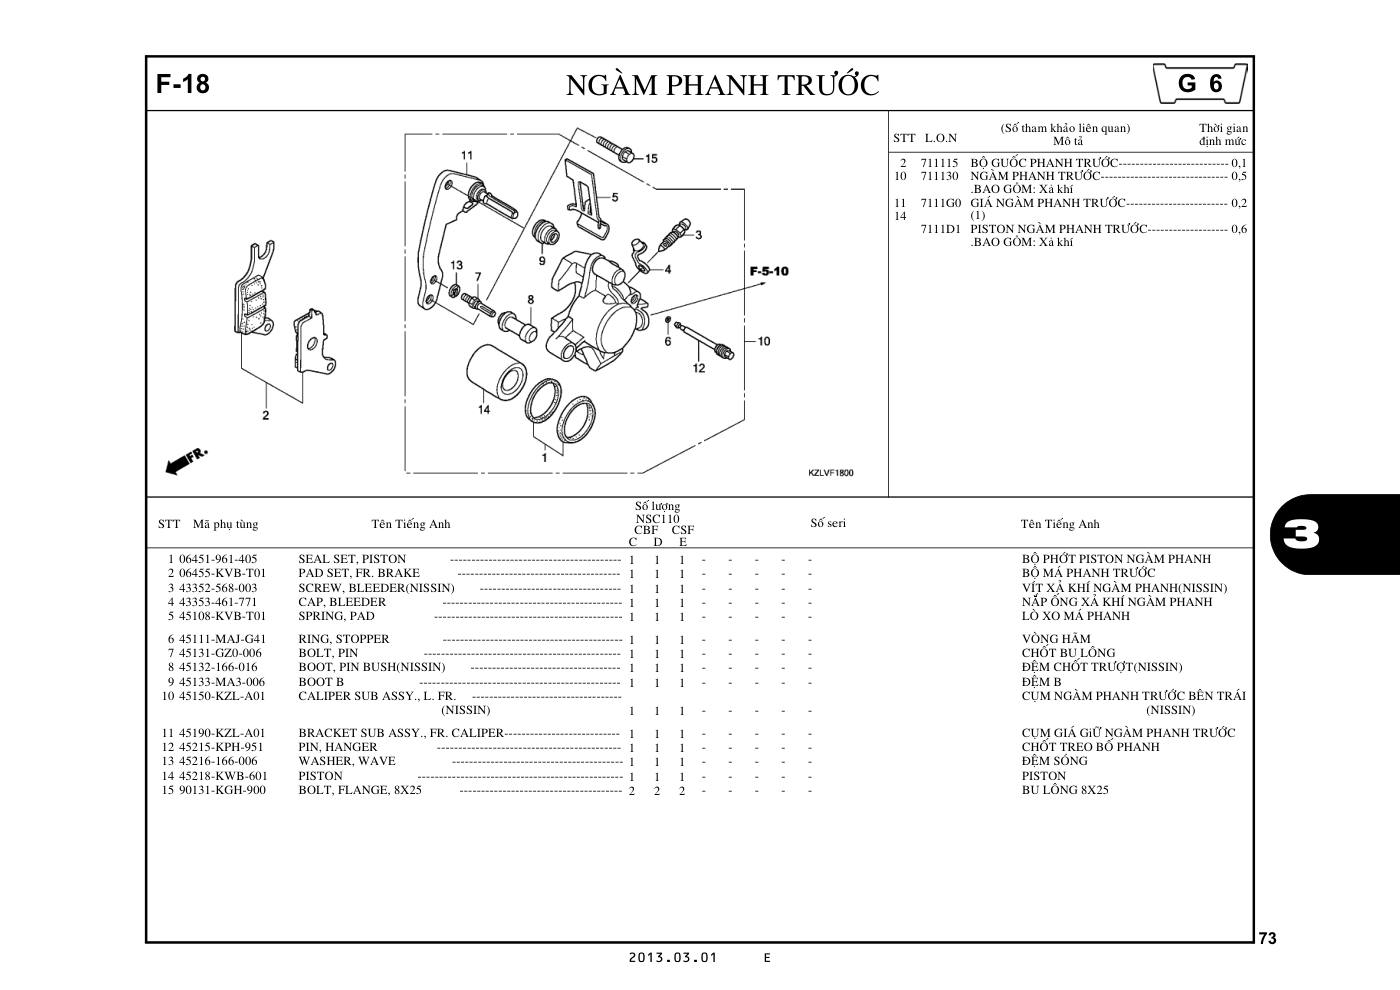 F-18 NGÀM PHANH TRƯỚC G 6
11
15
5
3
9
4
13
7
8
F-5-10
6
10
12
14
2
1
FR.
KZLVF1800
(Số tham khảo liên quan) Thời gian
STT L.O.N Mô tả định mức
2 711115 BỘ GUỐC PHANH TRƯỚC-------------------------- 0,1
10 711130 NGÀM PHANH TRƯỚC------------------------------ 0,5
.BAO GỒM: Xả khí
11 7111G0 GIÁ NGÀM PHANH TRƯỚC------------------------ 0,2
14 (1)
7111D1 PISTON NGÀM PHANH TRƯỚC------------------- 0,6
.BAO GỒM: Xả khí
Số lượng
NSC110
STT Mã phụ tùng Tên Tiếng Anh CBF CSF Số seri Tên Tiếng Anh
C D E
1 06451-961-405 SEAL SET, PISTON ---------------------------------------- 1 1 1 - - - - - BỘ PHỚT PISTON NGÀM PHANH
2 06455-KVB-T01 PAD SET, FR. BRAKE -------------------------------------- 1 1 1 - - - - - BỘ MÁ PHANH TRƯỚC
3 43352-568-003 SCREW, BLEEDER(NISSIN) --------------------------------- 1 1 1 - - - - - VÍT XẢ KHÍ NGÀM PHANH(NISSIN)
4 43353-461-771 CAP, BLEEDER ------------------------------------------ 1 1 1 - - - - - NẮP ỐNG XẢ KHÍ NGÀM PHANH
5 45108-KVB-T01 SPRING, PAD -------------------------------------------- 1 1 1 - - - - - LÒ XO MÁ PHANH
6 45111-MAJ-G41 RING, STOPPER ------------------------------------------ 1 1 1 - - - - - VÒNG HÃM
7 45131-GZ0-006 BOLT, PIN ---------------------------------------------- 1 1 1 - - - - - CHỐT BU LÔNG
8 45132-166-016 BOOT, PIN BUSH(NISSIN) ----------------------------------- 1 1 1 - - - - - ĐỆM CHỐT TRƯỢT(NISSIN)
9 45133-MA3-006 BOOT B ----------------------------------------------- 1 1 1 - - - - - ĐỆM B
10 45150-KZL-A01 CALIPER SUB ASSY., L. FR. ----------------------------------- CỤM NGÀM PHANH TRƯỚC BÊN TRÁI
(NISSIN) 1 1 1 - - - - - (NISSIN)
11 45190-KZL-A01 BRACKET SUB ASSY., FR. CALIPER--------------------------- 1 1 1 - - - - - CỤM GIÁ GiỮ NGÀM PHANH TRƯỚC
12 45215-KPH-951 PIN, HANGER ------------------------------------------- 1 1 1 - - - - - CHỐT TREO BỐ PHANH
13 45216-166-006 WASHER, WAVE ---------------------------------------- 1 1 1 - - - - - ĐỆM SÓNG
14 45218-KWB-601 PISTON ------------------------------------------------ 1 1 1 - - - - - PISTON
15 90131-KGH-900 BOLT, FLANGE, 8X25 -------------------------------------- 2 2 2 - - - - - BU LÔNG 8X25
3
73
2013.03.01 E